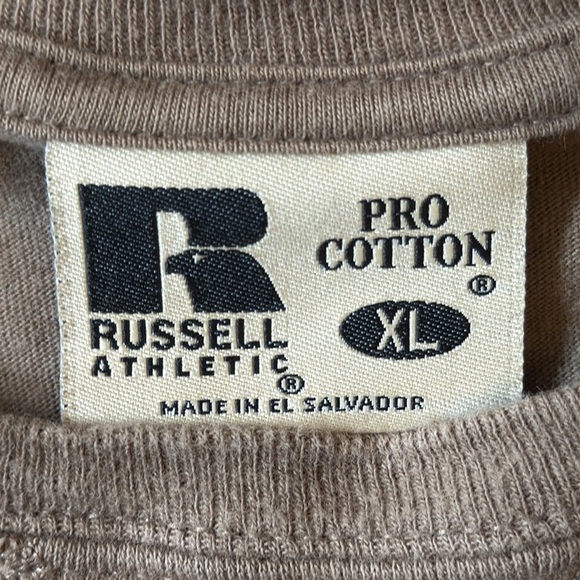 R
RUSSELL
ATHLETIC®
PRO
COTTON®
XL
MADE IN EL SALVADOR